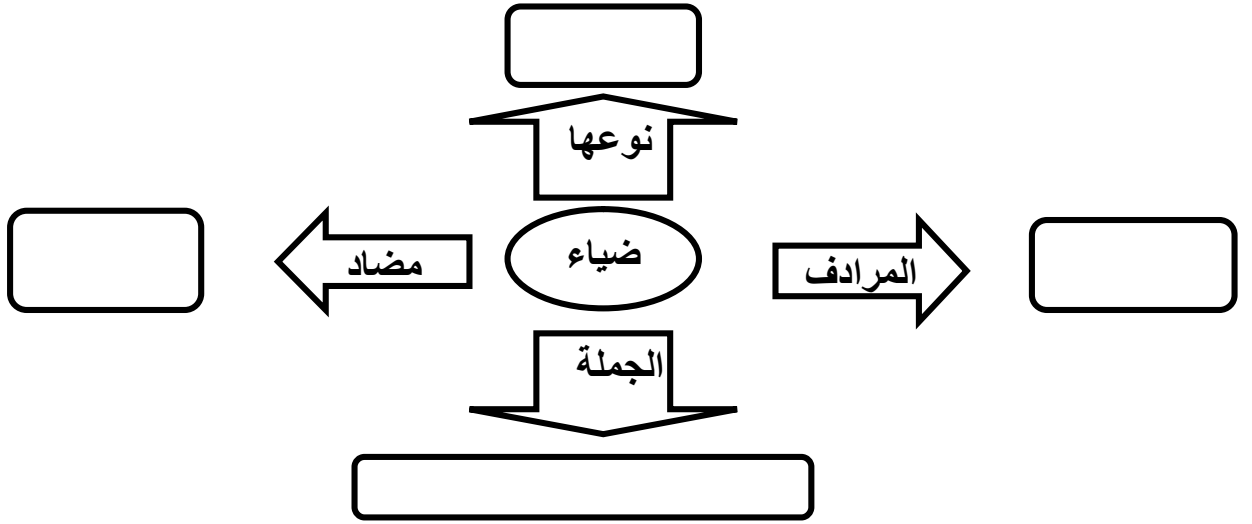 نوعها
المرادف
ضياء
مضاد
الجملة